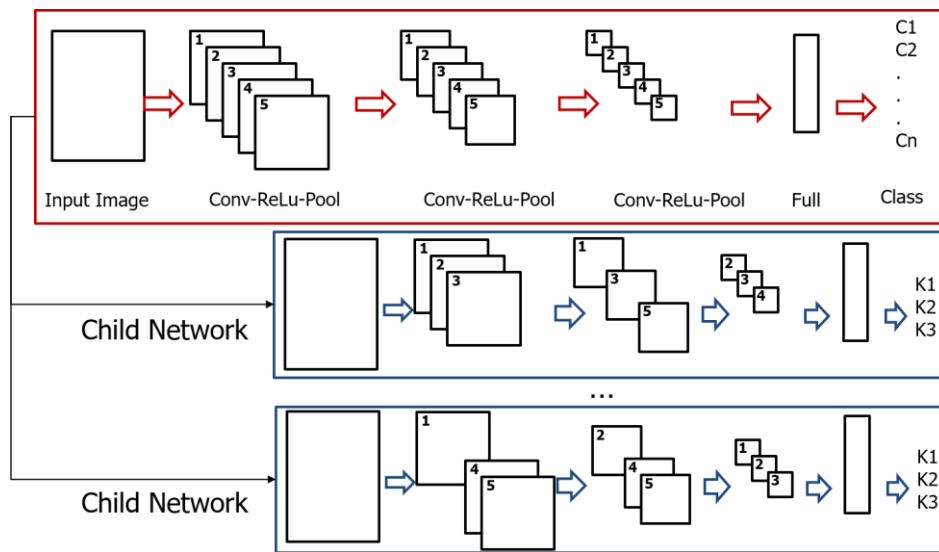 1 2 3 4 5
1 2 3 4 5
1 2 3 4 5
C1
C2
.
.
.
Cn
Input Image Conv-ReLu-Pool Conv-ReLu-Pool Conv-ReLu-Pool Full Class
Child Network
1 2 3
1 3 5
2 3 4
K1
K2
K3
...
Child Network
1 4 5
2 4 5
1 2 3
K1
K2
K3